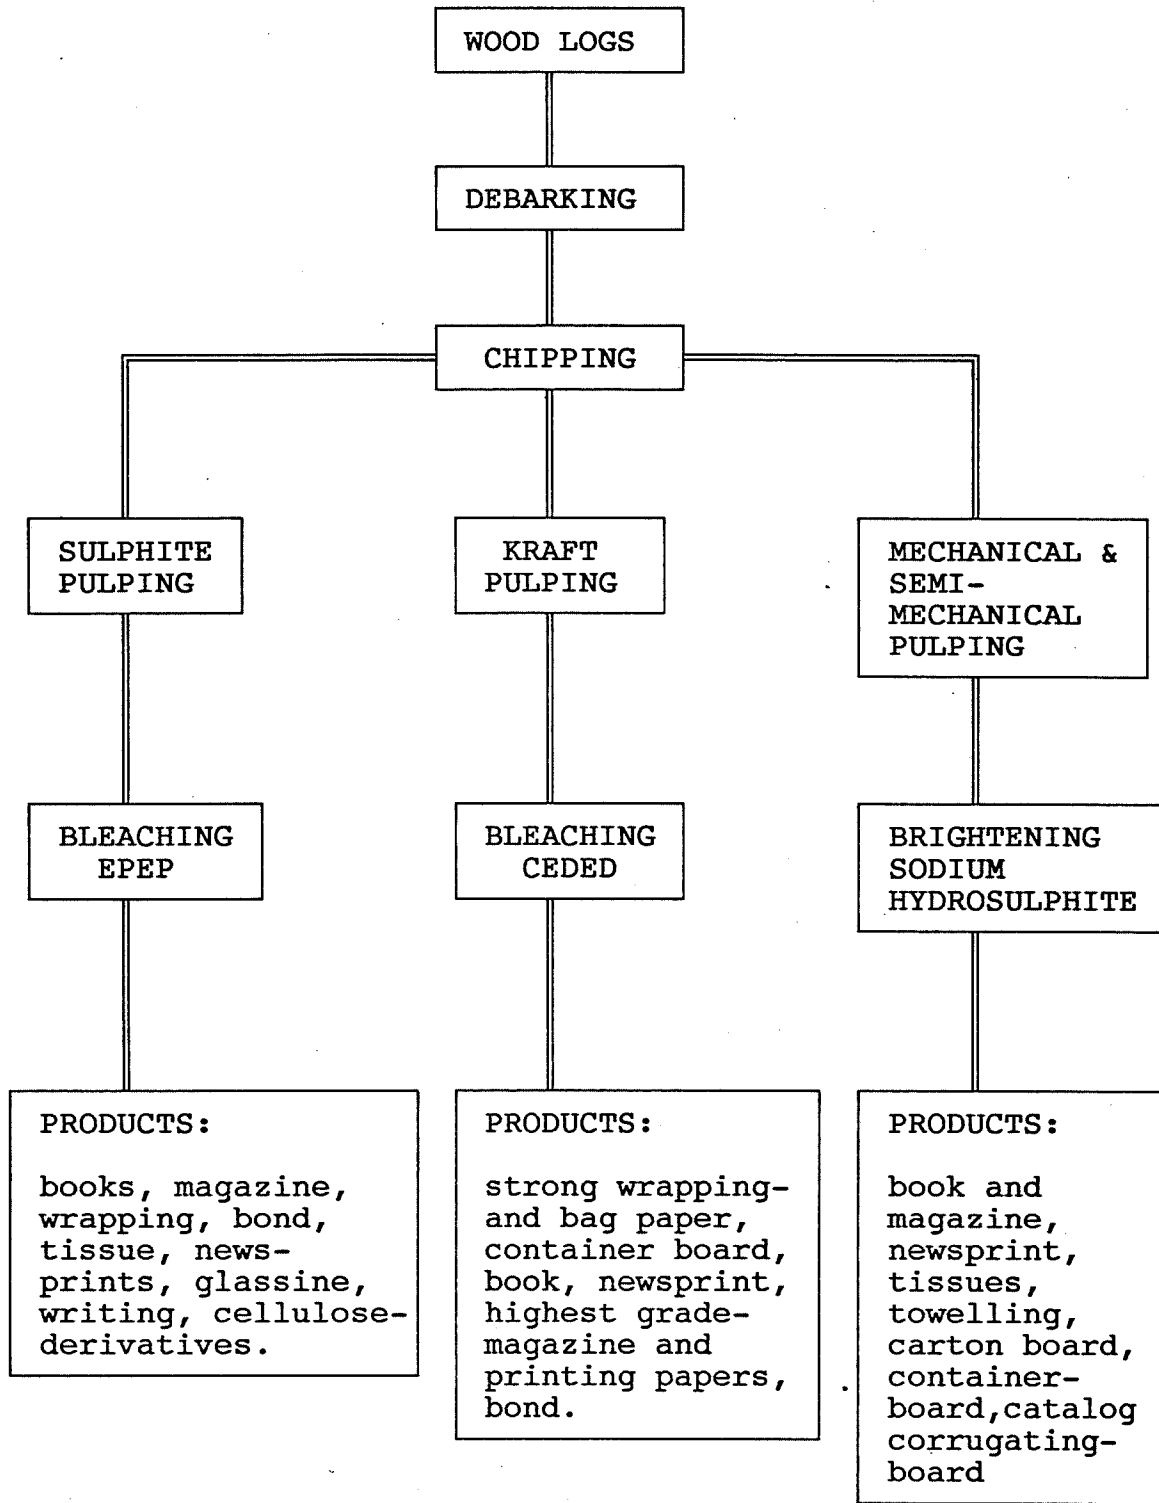 WOOD LOGS
DEBARKING
CHIPPING
SULPHITE
PULPING
KRAFT
PULPING
MECHANICAL &
SEMI-
MECHANICAL
PULPING
BLEACHING
EPEP
BLEACHING
CEDED
BRIGHTENING
SODIUM
HYDROSULPHITE
PRODUCTS:
books, magazine,
wrapping, bond,
tissue, news-
prints, glassine,
writing, cellulose-
derivatives.
PRODUCTS:
strong wrapping-
and bag paper,
container board,
book, newsprint,
highest grade-
magazine and
printing papers,
bond.
PRODUCTS:
book and
magazine,
newsprint,
tissues,
towelling,
carton board,
container-
board,catalog
corrugating-
board